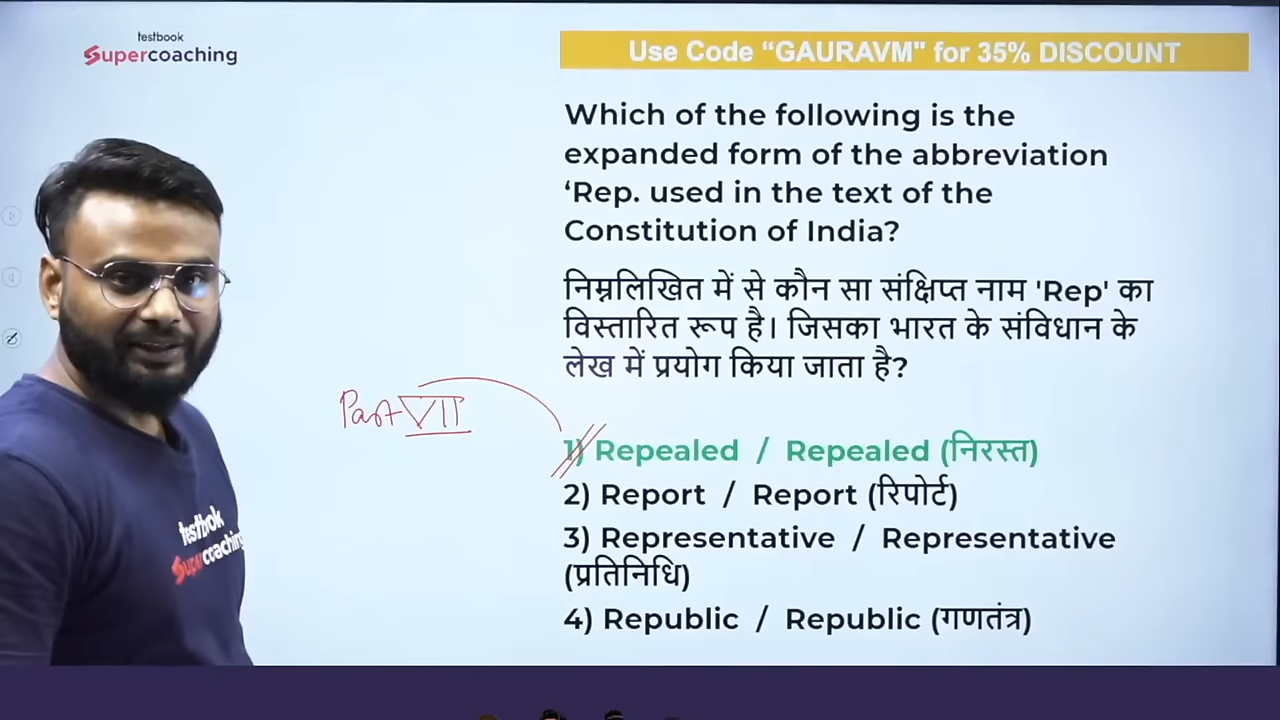 testbook
Supercoaching
Use Code “GAURAVM" for 35% DISCOUNT
Which of the following is the
expanded form of the abbreviation
‘Rep. used in the text of the
Constitution of India?
निम्नलिखित में से कौन सा संक्षिप्त नाम 'Rep' का
विस्तारित रूप है। जिसका भारत के संविधान के
लेख में प्रयोग किया जाता है?
Part VII
1) Repealed / Repealed (निरस्त)
2) Report / Report (रिपोर्ट)
3) Representative / Representative
(प्रतिनिधि)
4) Republic / Republic (गणतंत्र)
testbook
Supercoaching